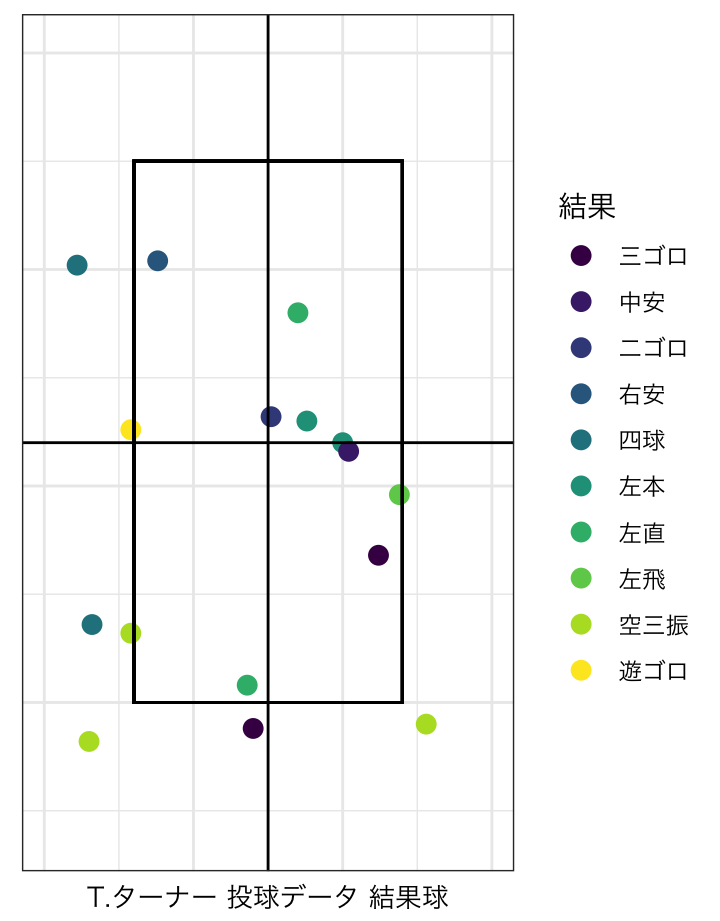 結果
三ゴロ
中安
二ゴロ
右安
四球
左本
左直
左飛
空三振
遊ゴロ
T.ターナー 投球データ 結果球